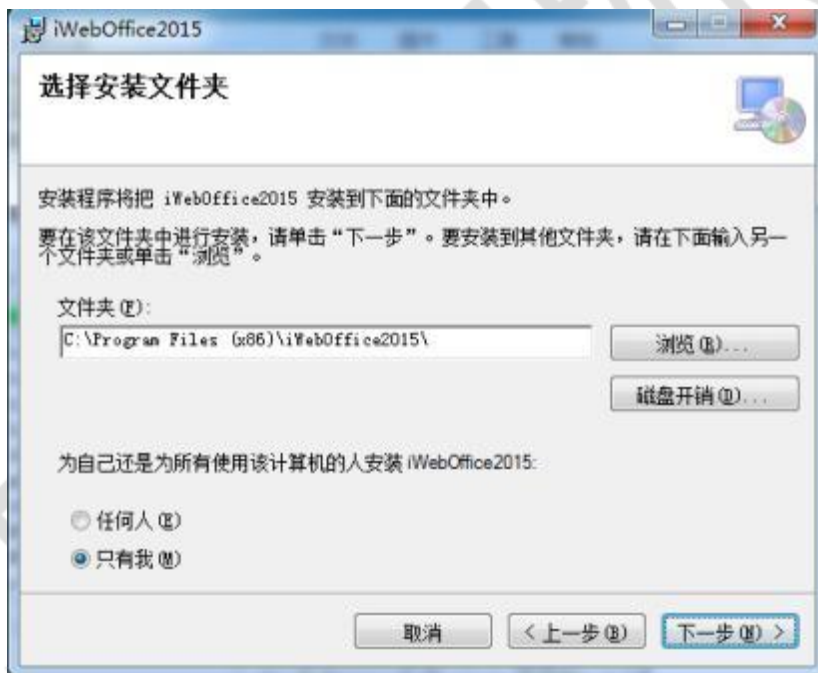 iWebOffice2015
选择安装文件夹
安装程序将把 iWebOffice2015 安装到下面的文件夹中。
要在该文件夹中进行安装，请单击“下一步”。要安装到其他文件夹，请在下面输入另一
个文件夹或单击“浏览”。
文件夹(F):
C:\Program Files (x86)\iWebOffice2015\
浏览(R)...
磁盘开销(D)...
为自己还是为所有使用该计算机的人安装 iWebOffice2015:
任何人(E)
只有我(M)
取消
<上一步(B)
下一步(N) >